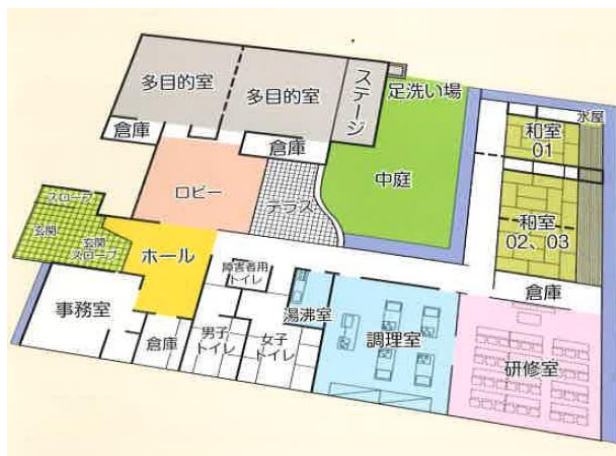 多目的室
多目的室
ステージ
足洗い場
倉庫
倉庫
和室
01
水屋
ロビー
テラス
中庭
和室
02、03
スロープ
玄関
玄関
スロープ
ホール
倉庫
障害者用
トイレ
湯沸室
事務室
倉庫
男子
トイレ
女子
トイレ
調理室
研修室